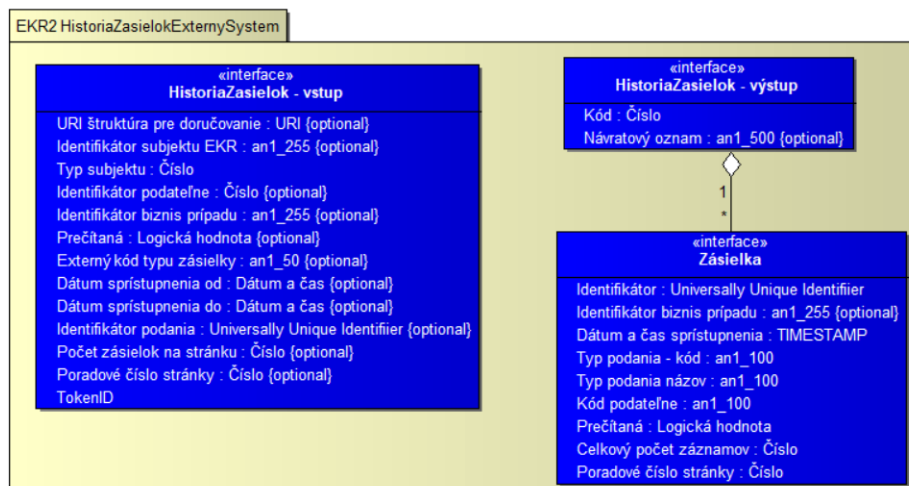 EKR2 HistoriaZasielokExternySystem
«interface»
HistoriaZasielok - vstup
URI štruktúra pre doručovanie : URI {optional}
Identifikátor subjektu EKR : an1_255 {optional}
Typ subjektu : Číslo
Identifikátor podateľne : Číslo {optional}
Identifikátor biznis prípadu : an1_255 {optional}
Prečítaná : Logická hodnota {optional}
Externý kód typu zásielky : an1_50 {optional}
Dátum sprístupnenia od : Dátum a čas {optional}
Dátum sprístupnenia do : Dátum a čas {optional}
Identifikátor podania : Universally Unique Identifiier {optional}
Počet zásielok na stránku : Číslo {optional}
Poradové číslo stránky : Číslo {optional}
TokenID
«interface»
HistoriaZasielok - výstup
Kód : Číslo
Návratový oznam : an1_500 {optional}
1
*
«interface»
Zásielka
Identifikátor : Universally Unique Identifiier
Identifikátor biznis prípadu : an1_255 {optional}
Dátum a čas sprístupnenia : TIMESTAMP
Typ podania - kód : an1_100
Typ podania názov : an1_100
Kód podateľne : an1_100
Prečítaná : Logická hodnota
Celkový počet záznamov : Číslo
Poradové číslo stránky : Číslo